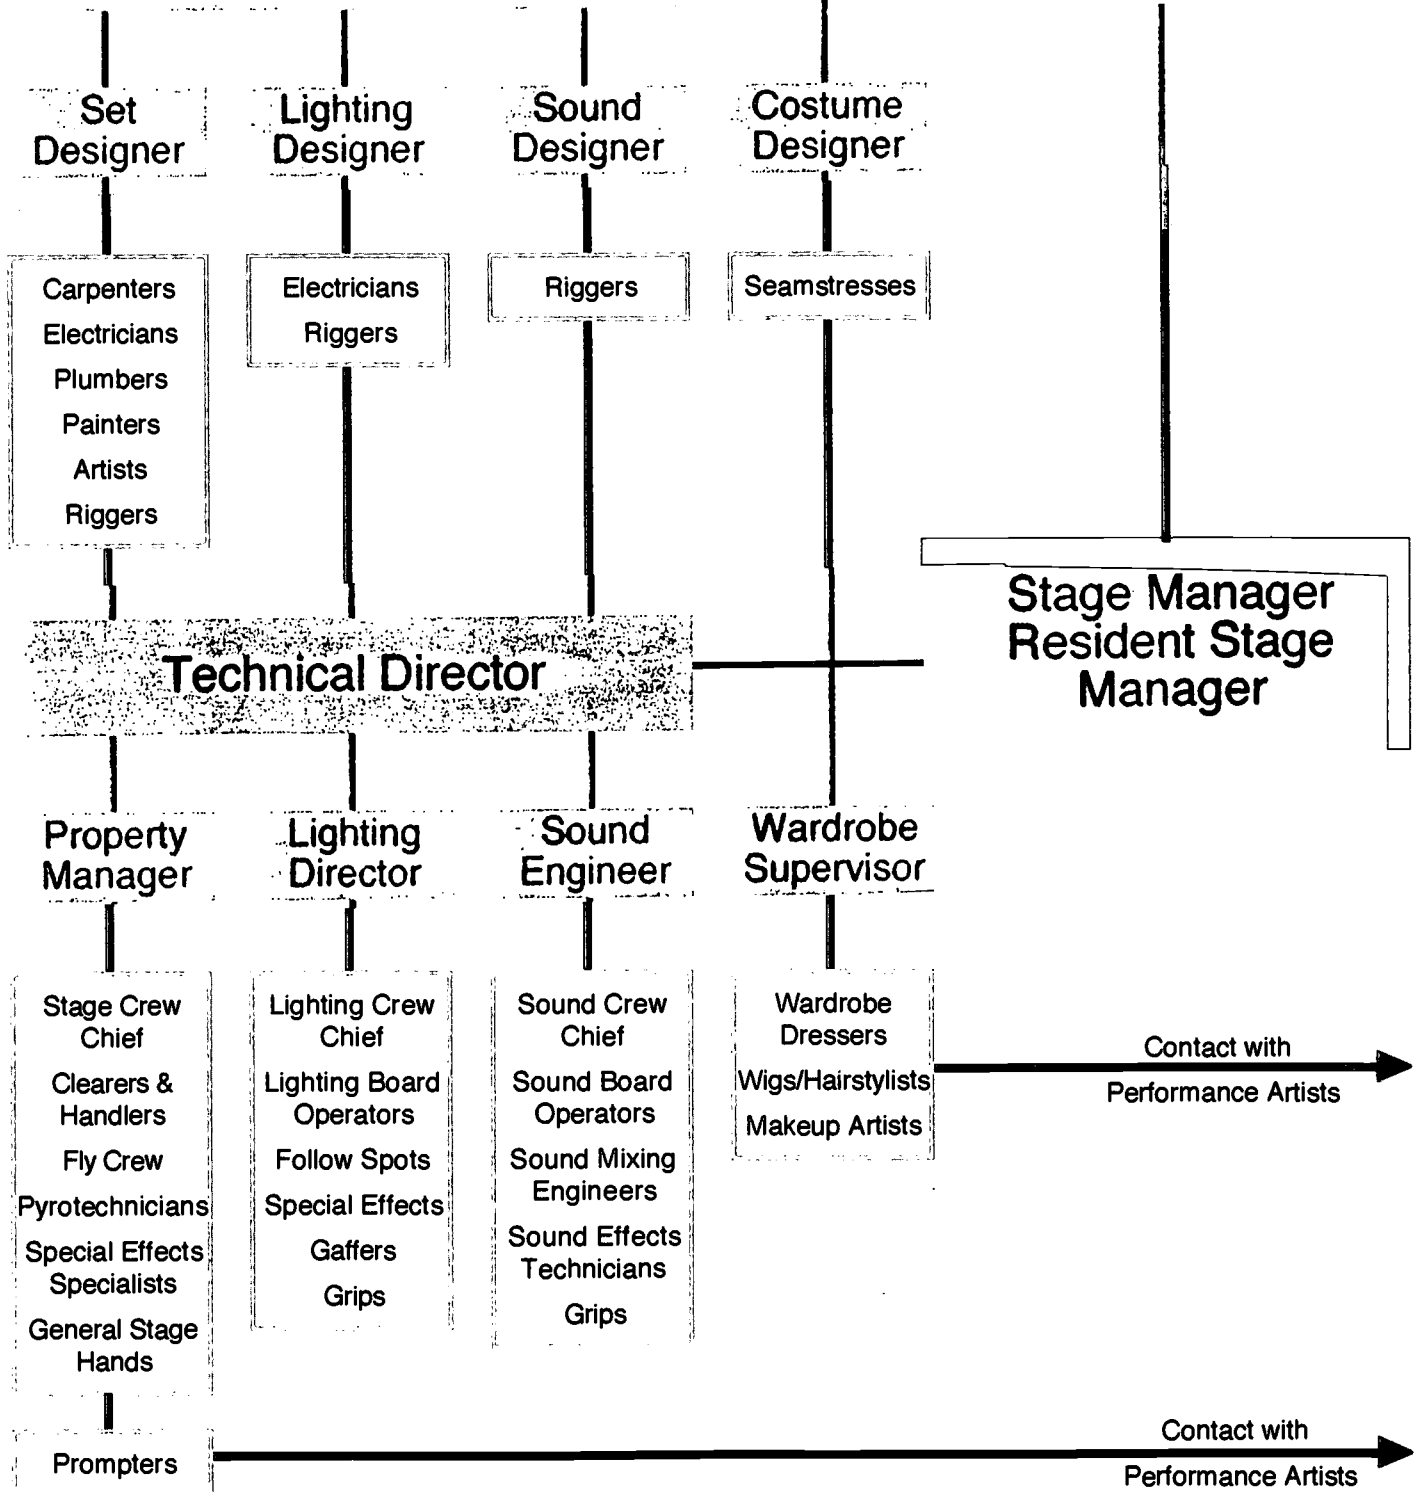 Set
Designer
Lighting
Designer
Sound
Designer
Costume
Designer
Carpenters
Electricians
Plumbers
Painters
Artists
Riggers
Electricians
Riggers
Riggers
Seamstresses
Technical Director
Stage Manager
Resident Stage
Manager
Property
Manager
Lighting
Director
Sound
Engineer
Wardrobe
Supervisor
Stage Crew
Chief
Clearers &
Handlers
Fly Crew
Pyrotechnicians
Special Effects
Specialists
General Stage
Hands
Lighting Crew
Chief
Lighting Board
Operators
Follow Spots
Special Effects
Gaffers
Grips
Sound Crew
Chief
Sound Board
Operators
Sound Mixing
Engineers
Sound Effects
Technicians
Grips
Wardrobe
Dressers
Wigs/Hairstylists
Makeup Artists
Contact with
Performance Artists
Prompters
Contact with
Performance Artists